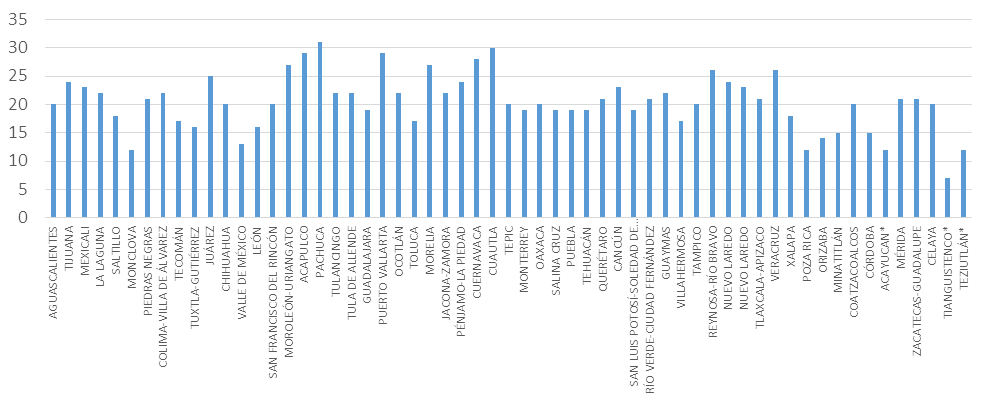 35
30
25
20
15
10
5
0
AGUASCALIENTES
TIJUANA
MEXICALI
LA LAGUNA
SALTILLO
MONCLOVA
PIEDRAS NEGRAS
COLIMA-VILLA DE ÁLVAREZ
TECOMÁN
TUXTLA-GUTIÉRREZ
JUÁREZ
CHIHUAHUA
VALLE DE MÉXICO
LEÓN
SAN FRANCISCO DEL RINCÓN
MOROLEÓN-URIANGATO
ACAPULCO
PACHUCA
TULANCINGO
TULA DE ALLENDE
GUADALAJARA
PUERTO VALLARTA
OCOTLÁN
TOLUCA
MORELIA
JACONA-ZAMORA
PÉNJAMO-LA PIEDAD
CUERNAVACA
CUAUTLA
TEPIC
MONTERREY
OAXACA
SALINA CRUZ
PUEBLA
TEHUACÁN
QUERÉTARO
CANCÚN
SAN LUIS POTOSÍ-SOLEDAD DE…
RÍO VERDE-CIUDAD FERNÁNDEZ
GUAYMAS
VILLAHERMOSA
TAMPICO
REYNOSA-RÍO BRAVO
NUEVO LAREDO
NUEVO LAREDO
TLAXCALA-APIZACO
VERACRUZ
XALAPA
POZA RICA
ORIZABA
MINATITLÁN
COATZACOALCOS
CÓRDOBA
ACAYUCAN*
MÉRIDA
ZACATECAS-GUADALUPE
CELAYA
TIANGUISTENCO*
TEZIUTLÁN*